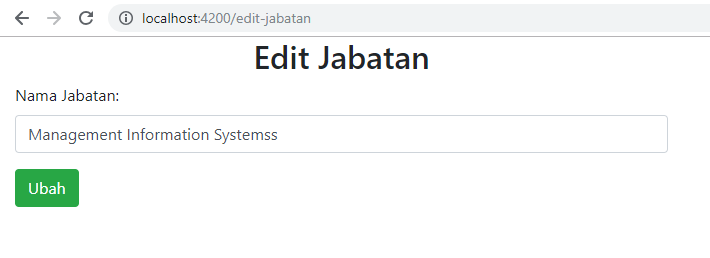 localhost:4200/edit-jabatan
Edit Jabatan
Nama Jabatan:
Management Information Systemss
Ubah